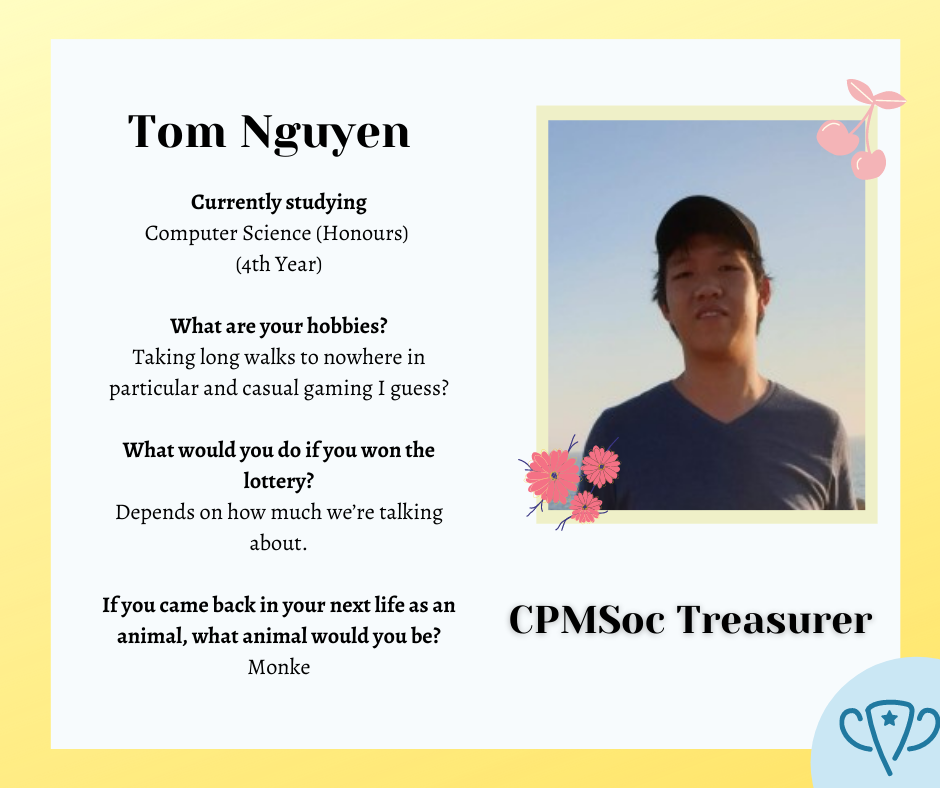 Tom Nguyen
Currently studying
Computer Science (Honours)
(4th Year)
What are your hobbies?
Taking long walks to nowhere in
particular and casual gaming I guess?
What would you do if you won the
lottery?
Depends on how much we’re talking
about.
If you came back in your next life as an
animal, what animal would you be?
Monke
CPMSoc Treasurer